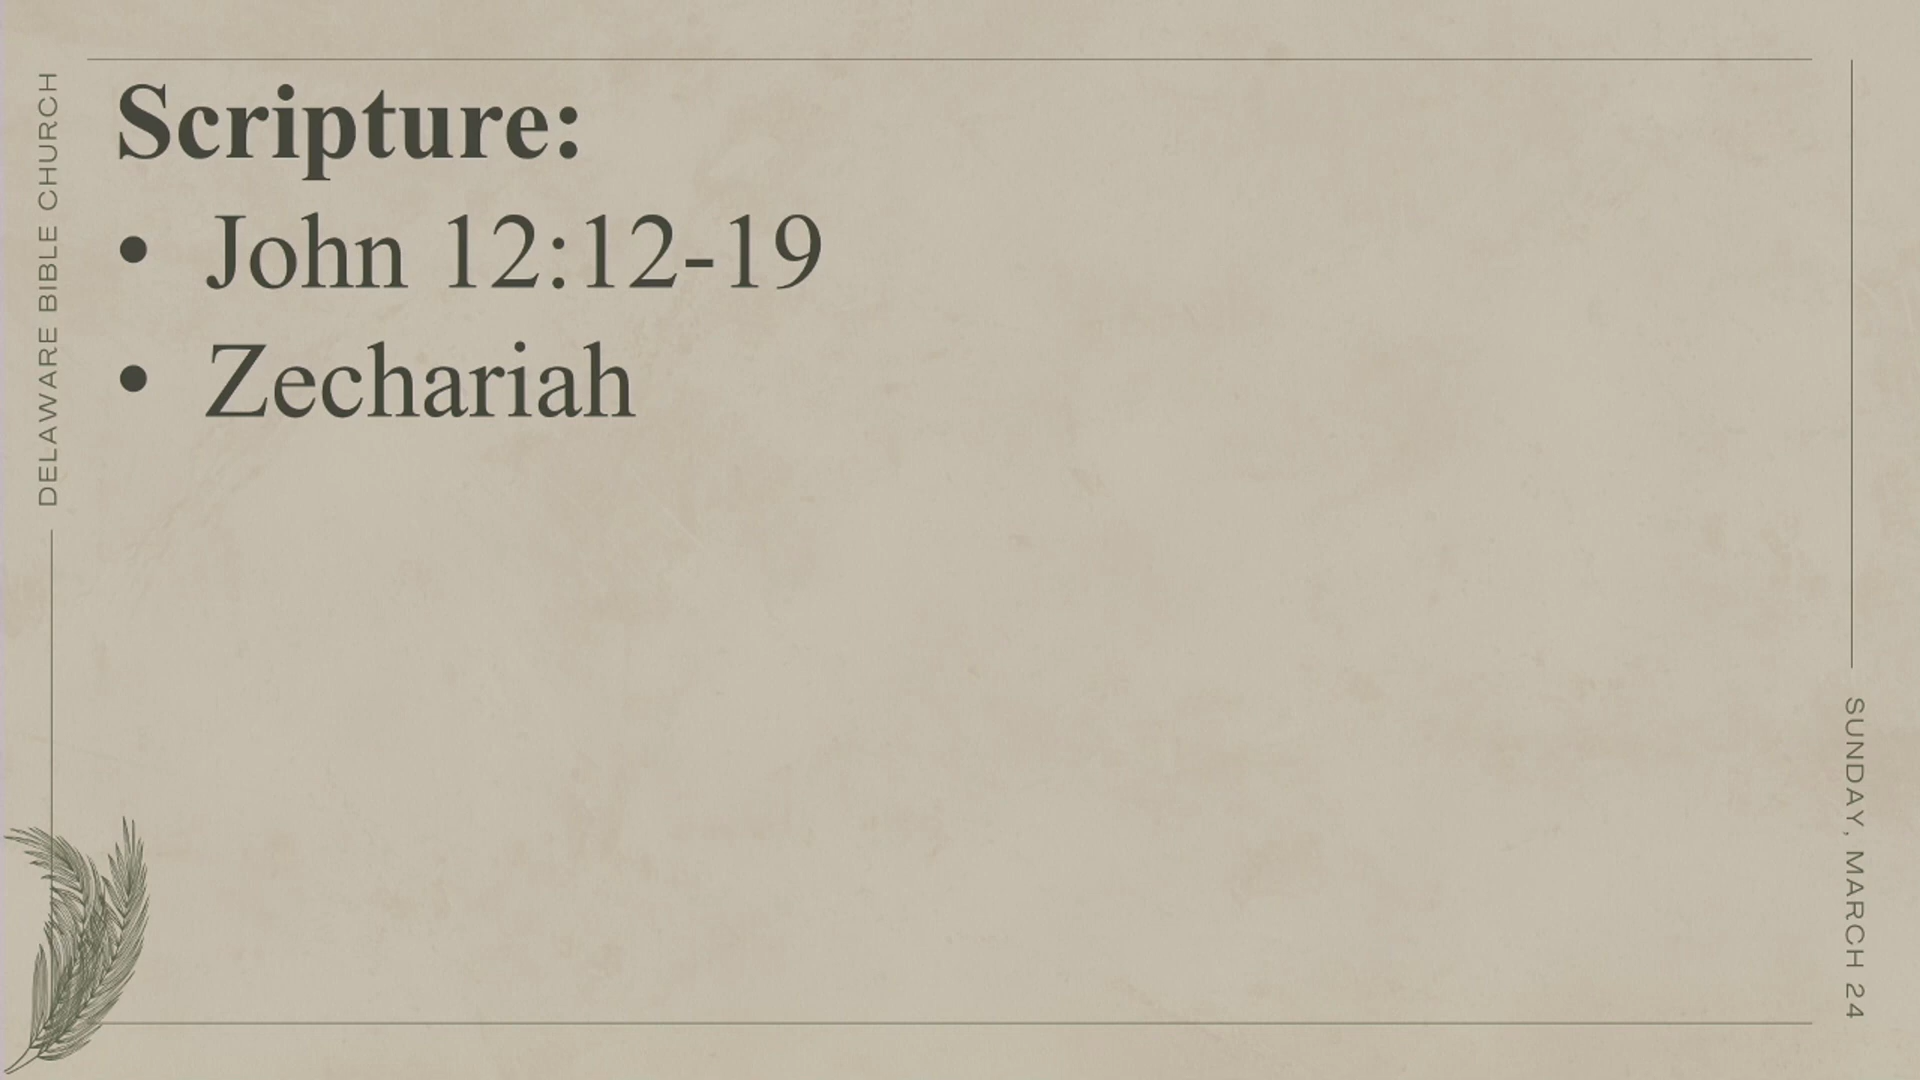 DELAWARE BIBLE CHURCH
Scripture:
• John 12:12-19
• Zechariah
SUNDAY, MARCH 24